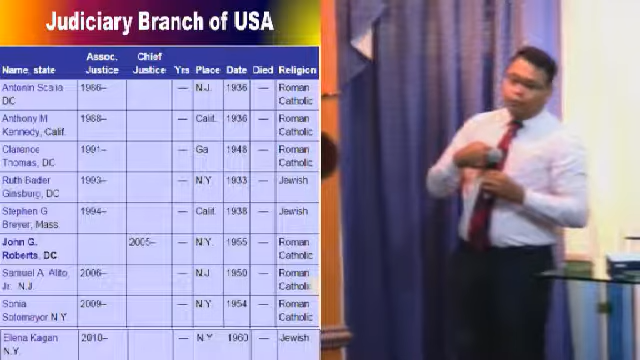 Judiciary Branch of USA
Assoc. Chief
Name, state Justice Justice Yrs Place Date Died Religion
Antonin Scalia 1986– — N.J. 1936 — Roman
DC Catholic
Anthony M 1988– — Calif. 1936 — Roman
Kennedy, Calif. Catholic
Clarence 1991– — Ga 1948 — Roman
Thomas, DC Catholic
Ruth Bader 1993– — N.Y. 1933 — Jewish
Ginsburg, DC
Stephen G 1994– — Calif. 1938 — Jewish
Breyer, Mass.
John G. 2005– — N.Y. 1955 — Roman
Roberts, DC Catholic
Samuel A. Alito, 2006– — N.J. 1950 — Roman
Jr. N.J. Catholic
Sonia 2009– — N.Y. 1954 — Roman
Sotomayor N.Y. Catholic
Elena Kagan 2010– — N.Y. 1960 — Jewish
N.Y.